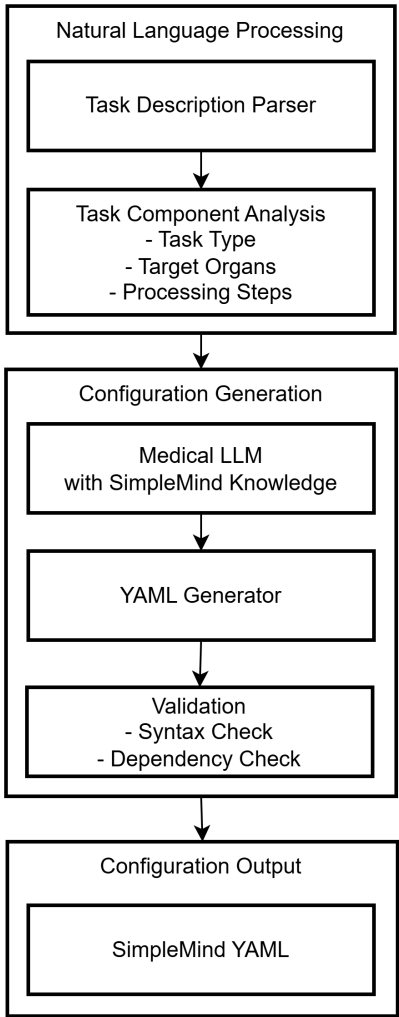 Natural Language Processing
Task Description Parser
Task Component Analysis
- Task Type
- Target Organs
- Processing Steps
Configuration Generation
Medical LLM
with SimpleMind Knowledge
YAML Generator
Validation
- Syntax Check
- Dependency Check
Configuration Output
SimpleMind YAML